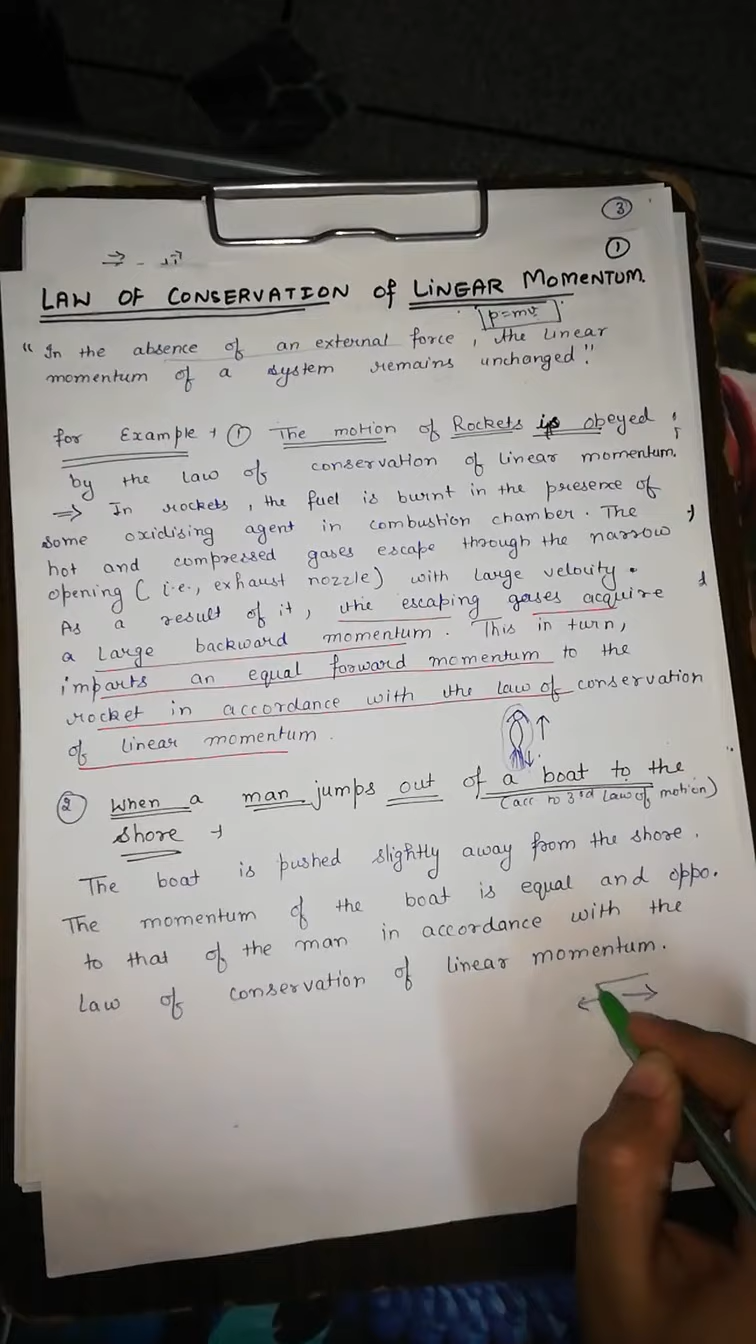 3
1
LAW OF CONSERVATION of LINEAR MOMENTUM.
p=mv
"In the absence of an external force, the linear
momentum of a system remains unchanged."
for Example → ① The motion of Rockets is obeyed
by the law of conservation of linear momentum.
⇒ In rockets, the fuel is burnt in the presence of
some oxidising agent in combustion chamber. The
hot and compressed gases escape through the narrow
opening (i.e., exhaust nozzle) with large velocity.
As a result of it, the escaping gases acquire
a large backward momentum. This in turn,
imparts an equal forward momentum to the
rocket in accordance with the law of conservation
of linear momentum.
② When a man jumps out of a boat to the
(acc to 3rd Law of motion)
shore →
The boat is pushed slightly away from the shore.
The momentum of the boat is equal and oppo.
to that of the man in accordance with the
law of conservation of linear momentum.